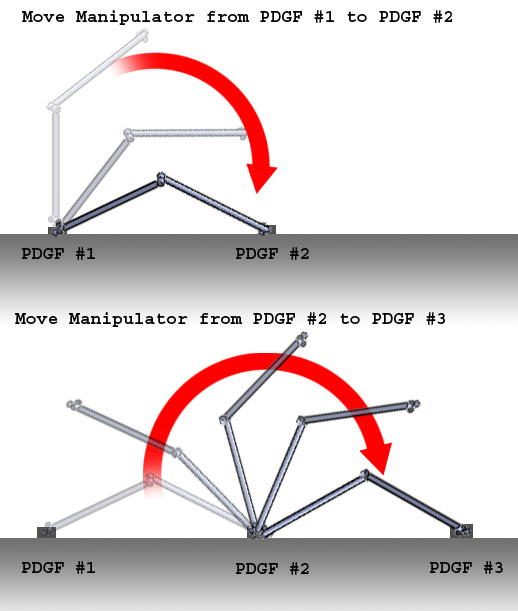 Move Manipulator from PDGF #1 to PDGF #2
PDGF #1 PDGF #2
Move Manipulator from PDGF #2 to PDGF #3
PDGF #1 PDGF #2 PDGF #3